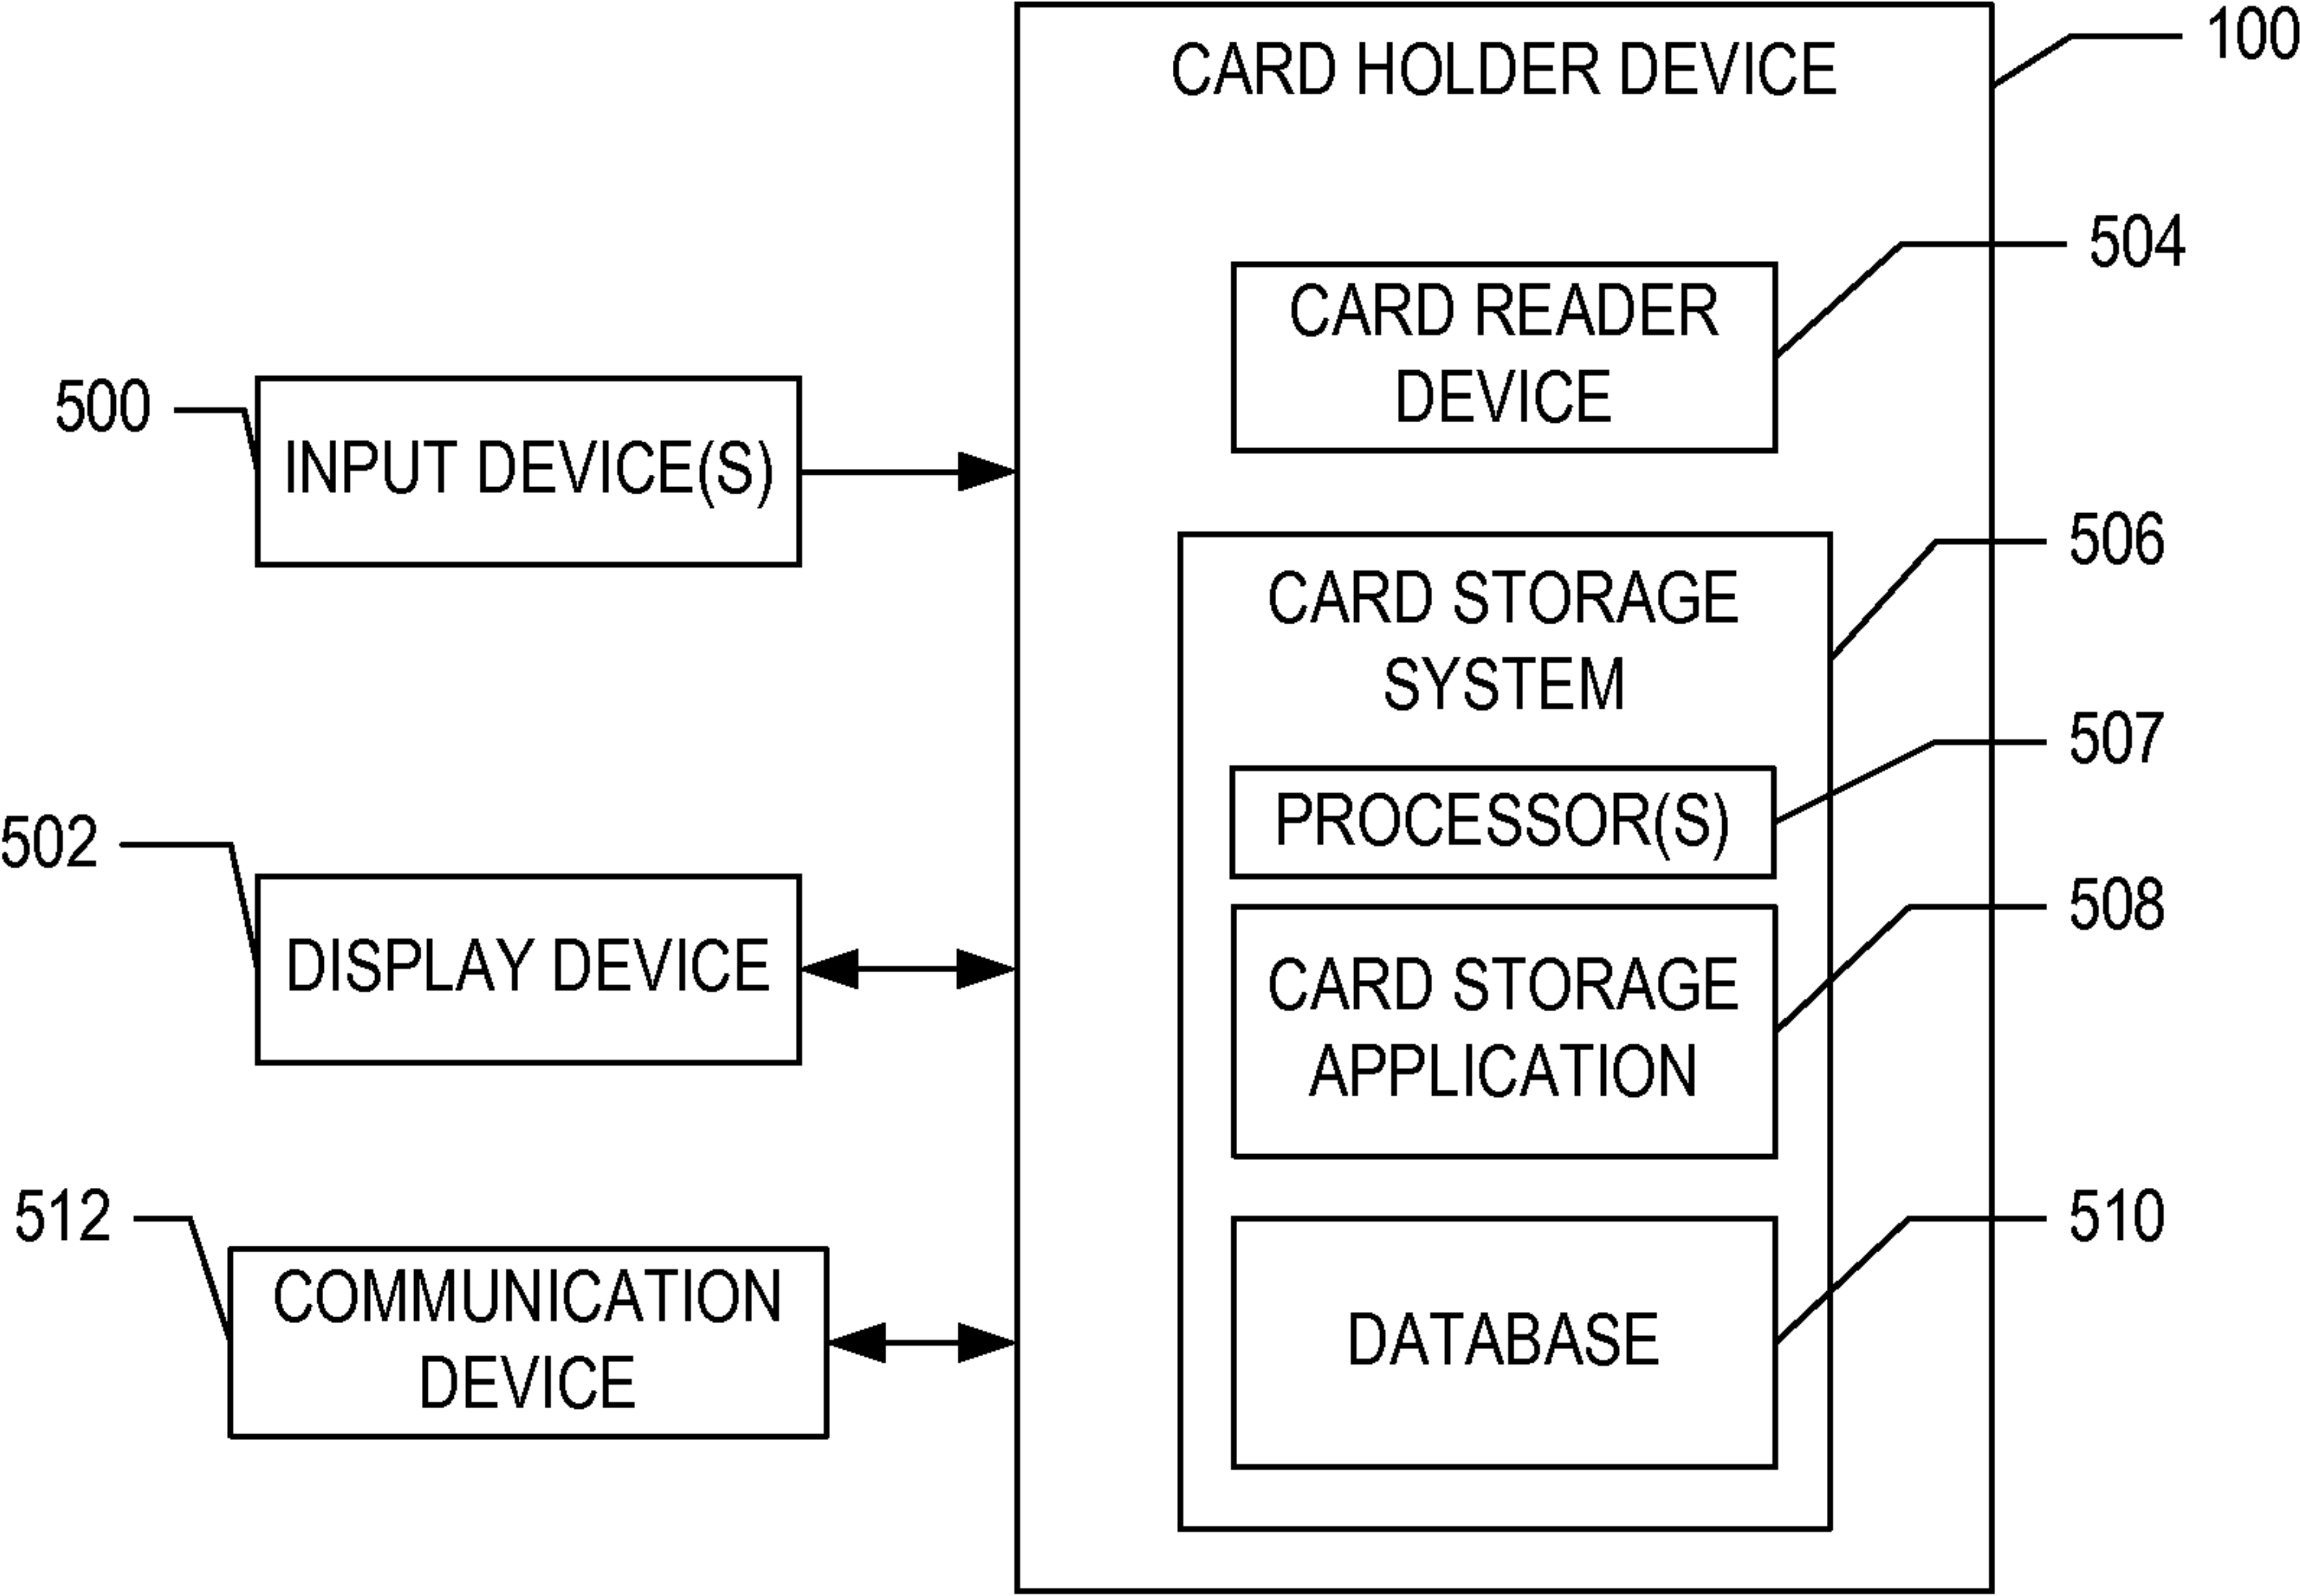 CARD HOLDER DEVICE
100
CARD READER
DEVICE
504
500
INPUT DEVICE(S)
CARD STORAGE
SYSTEM
506
PROCESSOR(S)
507
502
DISPLAY DEVICE
CARD STORAGE
APPLICATION
508
512
COMMUNICATION
DEVICE
DATABASE
510